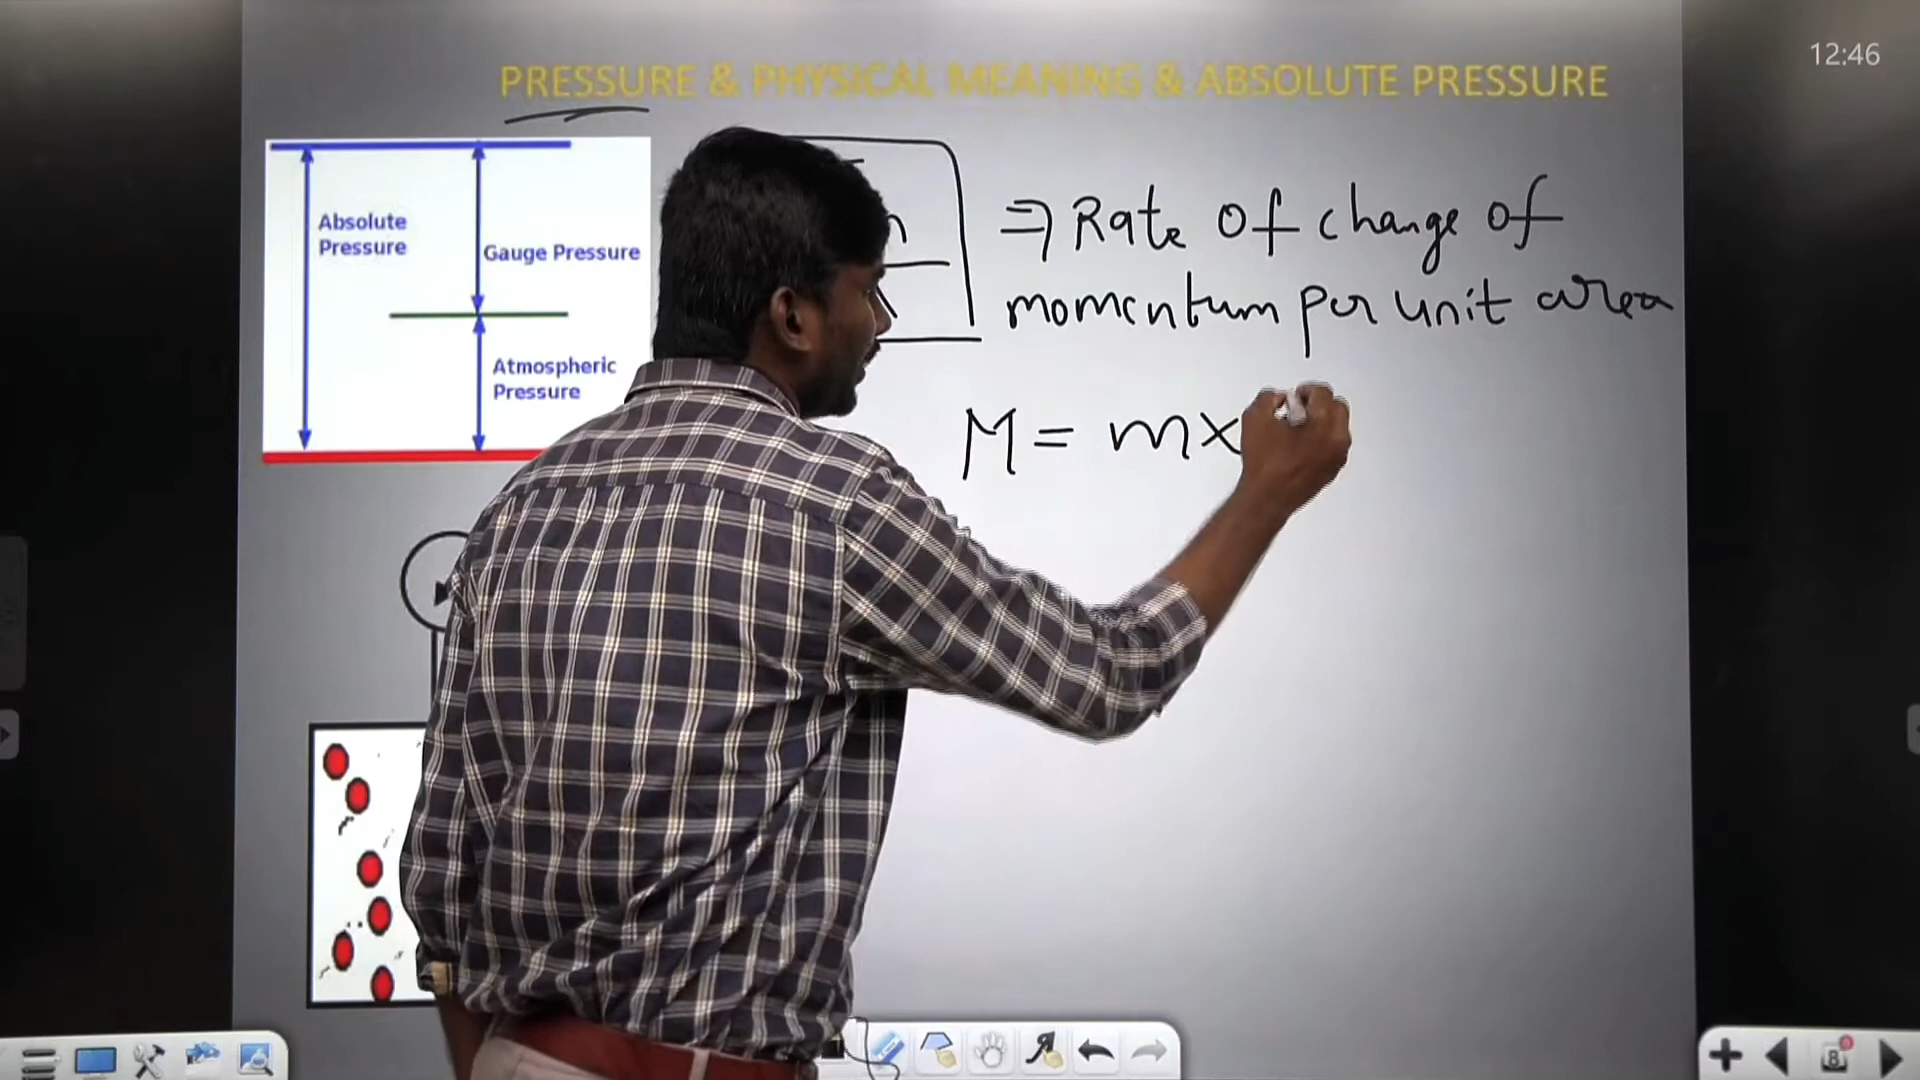 12:46
PRESSURE & PHYSICAL MEANING & ABSOLUTE PRESSURE
Absolute
Pressure
Gauge Pressure
Atmospheric
Pressure
⇒ Rate Of change Of
momentum per unit area
M = m×
8